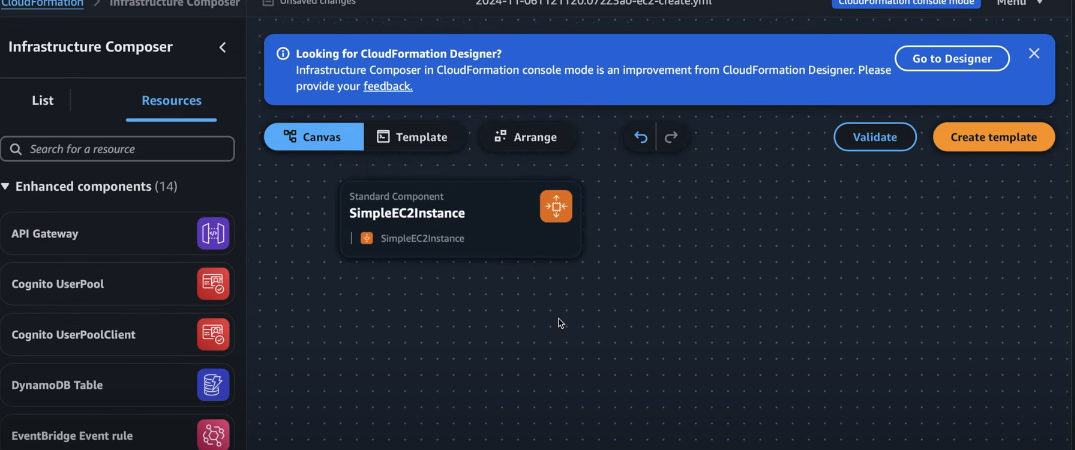 CloudFormation > Infrastructure Composer
Unsaved changes
2024-11-061121120.072Z3a0-ec2-create.yml
CloudFormation console mode
Menu
Infrastructure Composer
List
Resources
Search for a resource
Enhanced components (14)
API Gateway
Cognito UserPool
Cognito UserPoolClient
DynamoDB Table
EventBridge Event rule
Looking for CloudFormation Designer?
Infrastructure Composer in CloudFormation console mode is an improvement from CloudFormation Designer. Please
provide your feedback.
Go to Designer
Canvas
Template
Arrange
Validate
Create template
Standard Component
SimpleEC2Instance
SimpleEC2Instance